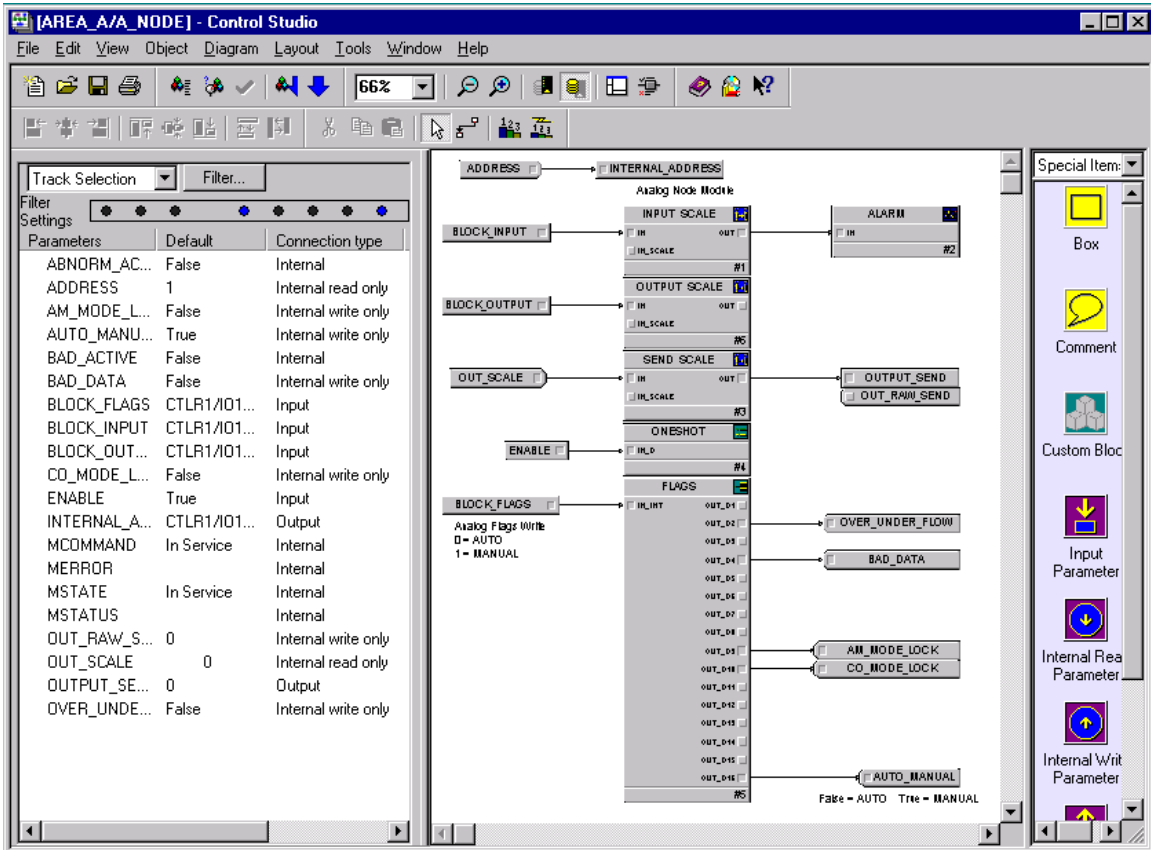 [AREA_A/A_NODE] - Control Studio
File Edit View Object Diagram Layout Tools Window Help
66%
Track Selection Filter...
Filter Settings
Parameters Default Connection type
ABNORM_AC... False Internal
ADDRESS 1 Internal read only
AM_MODE_L... False Internal write only
AUTO_MANU... True Internal write only
BAD_ACTIVE False Internal
BAD_DATA False Internal write only
BLOCK_FLAGS CTLR1/IO1... Input
BLOCK_INPUT CTLR1/IO1... Input
BLOCK_OUT... CTLR1/IO1... Input
CO_MODE_L... False Internal write only
ENABLE True Input
INTERNAL_A... CTLR1/IO1... Output
MCOMMAND In Service Internal
MERROR Internal
MSTATE In Service Internal
MSTATUS Internal
OUT_RAW_S... 0 Internal write only
OUT_SCALE 0 Internal read only
OUTPUT_SE... 0 Output
OVER_UNDE... False Internal write only
ADDRESS INTERNAL_ADDRESS
Analog Node Module
INPUT SCALE ALARM
BLOCK_INPUT IN OUT IN
IN_SCALE #2
#1
OUTPUT SCALE
BLOCK_OUTPUT IN OUT
IN_SCALE
#6
SEND SCALE
OUT_SCALE IN OUT OUTPUT_SEND
IN_SCALE OUT_RAW_SEND
#3
ONESHOT
ENABLE IN_D
#4
FLAGS
BLOCK_FLAGS IN_INT OUT_D1
Analog Flags Write OUT_D2 OVER_UNDER_FLOW
0 = AUTO OUT_D3
1 = MANUAL OUT_D4 BAD_DATA
OUT_D5
OUT_D6
OUT_D7
OUT_D8
OUT_D9 AM_MODE_LOCK
OUT_D10 CO_MODE_LOCK
OUT_D11
OUT_D12
OUT_D13
OUT_D14
OUT_D15
OUT_D16 AUTO_MANUAL
#5 False = AUTO True = MANUAL
Special Item:
Box
Comment
Custom Bloc
Input
Parameter
Internal Rea
Parameter
Internal Writ
Parameter